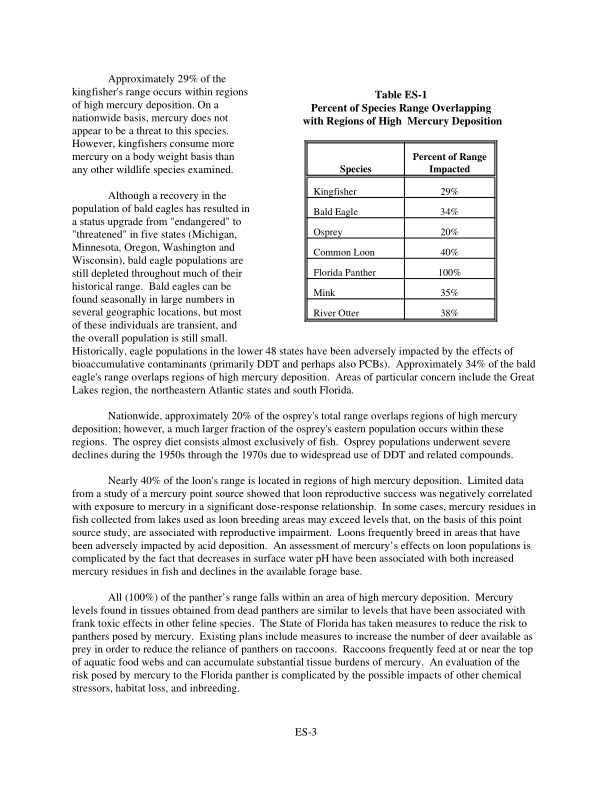 Approximately 29% of the
kingfisher's range occurs within regions
of high mercury deposition. On a
nationwide basis, mercury does not
appear to be a threat to this species.
However, kingfishers consume more
mercury on a body weight basis than
any other wildlife species examined.
Although a recovery in the
population of bald eagles has resulted in
a status upgrade from "endangered" to
"threatened" in five states (Michigan,
Minnesota, Oregon, Washington and
Wisconsin), bald eagle populations are
still depleted throughout much of their
historical range. Bald eagles can be
found seasonally in large numbers in
several geographic locations, but most
of these individuals are transient, and
the overall population is still small.
Table ES-1
Percent of Species Range Overlapping
with Regions of High Mercury Deposition
Species
Percent of Range
Impacted
Kingfisher 29%
Bald Eagle 34%
Osprey 20%
Common Loon 40%
Florida Panther 100%
Mink 35%
River Otter 38%
Historically, eagle populations in the lower 48 states have been adversely impacted by the effects of
bioaccumulative contaminants (primarily DDT and perhaps also PCBs). Approximately 34% of the bald
eagle's range overlaps regions of high mercury deposition. Areas of particular concern include the Great
Lakes region, the northeastern Atlantic states and south Florida.
Nationwide, approximately 20% of the osprey's total range overlaps regions of high mercury
deposition; however, a much larger fraction of the osprey's eastern population occurs within these
regions. The osprey diet consists almost exclusively of fish. Osprey populations underwent severe
declines during the 1950s through the 1970s due to widespread use of DDT and related compounds.
Nearly 40% of the loon's range is located in regions of high mercury deposition. Limited data
from a study of a mercury point source showed that loon reproductive success was negatively correlated
with exposure to mercury in a significant dose-response relationship. In some cases, mercury residues in
fish collected from lakes used as loon breeding areas may exceed levels that, on the basis of this point
source study, are associated with reproductive impairment. Loons frequently breed in areas that have
been adversely impacted by acid deposition. An assessment of mercury's effects on loon populations is
complicated by the fact that decreases in surface water pH have been associated with both increased
mercury residues in fish and declines in the available forage base.
All (100%) of the panther's range falls within an area of high mercury deposition. Mercury
levels found in tissues obtained from dead panthers are similar to levels that have been associated with
frank toxic effects in other feline species. The State of Florida has taken measures to reduce the risk to
panthers posed by mercury. Existing plans include measures to increase the number of deer available as
prey in order to reduce the reliance of panthers on raccoons. Raccoons frequently feed at or near the top
of aquatic food webs and can accumulate substantial tissue burdens of mercury. An evaluation of the
risk posed by mercury to the Florida panther is complicated by the possible impacts of other chemical
stressors, habitat loss, and inbreeding.
ES-3